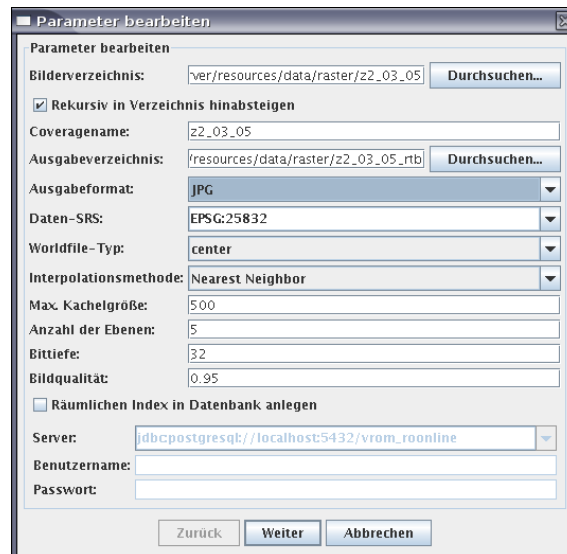 Parameter bearbeiten
Parameter bearbeiten
Bilderverzeichnis: ver/resources/data/raster/z2_03_05 Durchsuchen...
Rekursiv in Verzeichnis hinabsteigen
Coveragename: z2_03_05
Ausgabeverzeichnis: /resources/data/raster/z2_03_05_rtb Durchsuchen...
Ausgabeformat: JPG
Daten-SRS: EPSG:25832
Worldfile-Typ: center
Interpolationsmethode: Nearest Neighbor
Max. Kachelgröße: 500
Anzahl der Ebenen: 5
Bittiefe: 32
Bildqualität: 0.95
Räumlichen Index in Datenbank anlegen
Server: jdbc:postgresql://localhost:5432/vrom_roonline
Benutzername:
Passwort:
Zurück Weiter Abbrechen